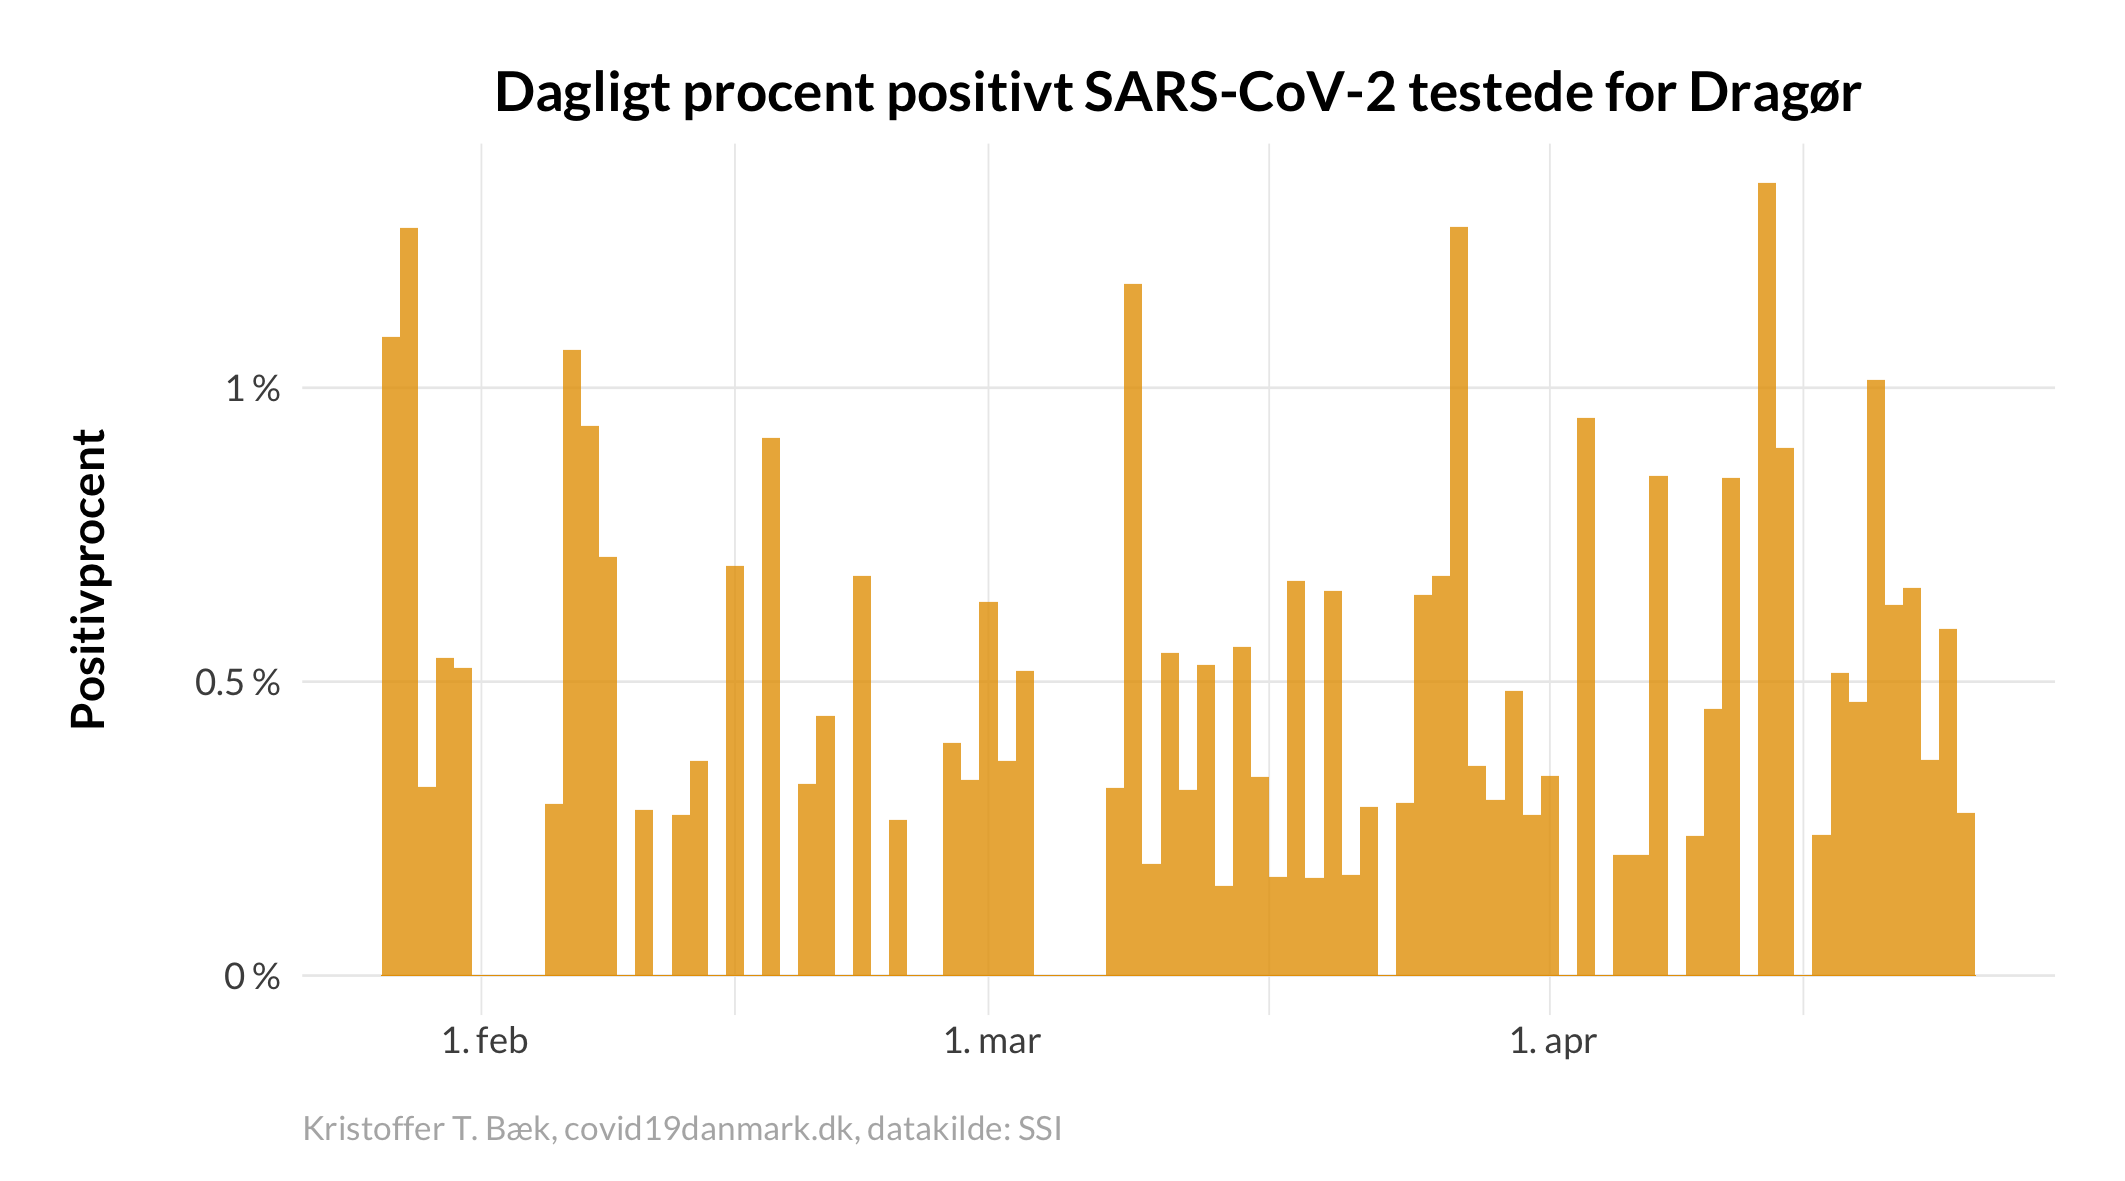 Dagligt procent positivt SARS-CoV-2 testede for Dragør
Positivprocent
1 %
0.5 %
0 %
1. feb
1. mar
1. apr
Kristoffer T. Bæk, covid19danmark.dk, datakilde: SSI